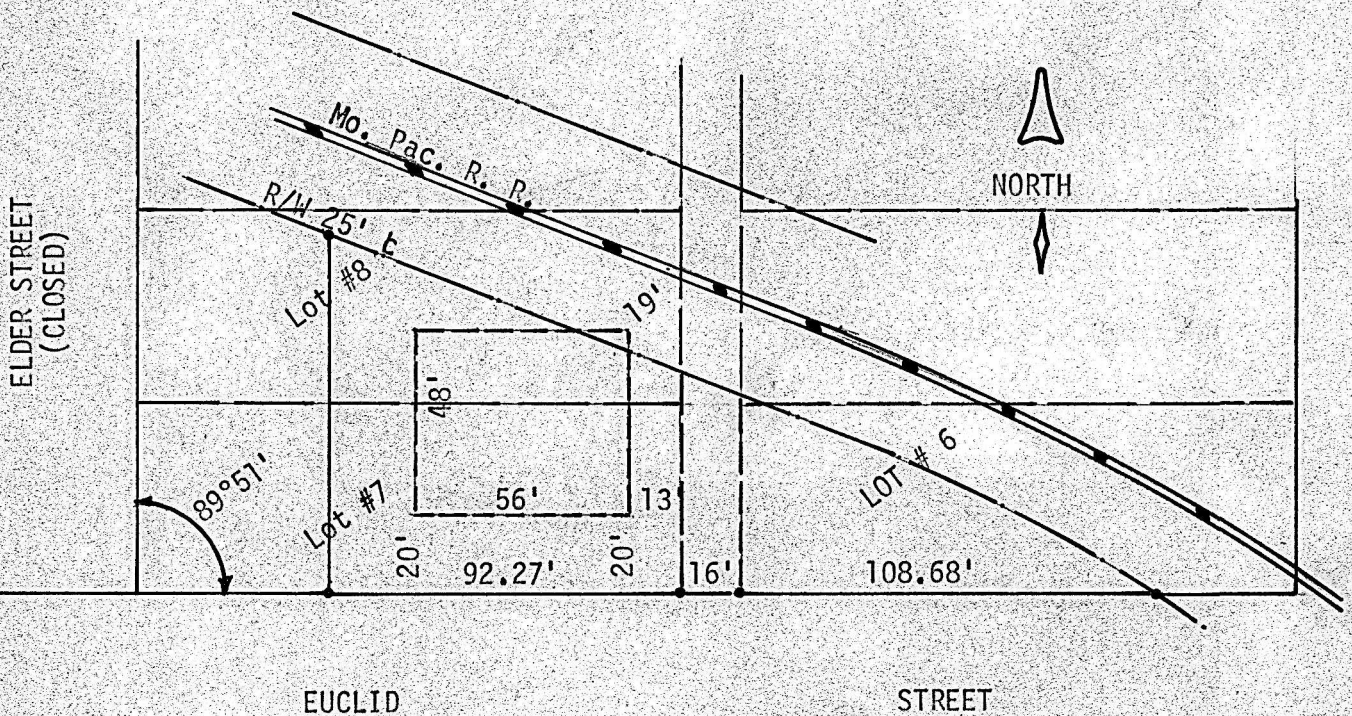 Mo. Pac. R. R.
NORTH
R/W 25' ¢
ELDER STREET
(CLOSED)
Lot #8
19'
48'
LOT # 6
89°51'
Lot #7
56'
13'
20'
20'
92.27'
16'
108.68'
EUCLID STREET